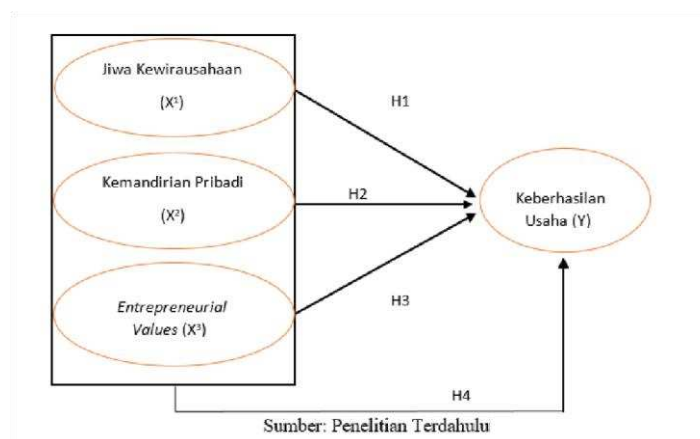 Jiwa Kewirausahaan
(X¹)
H1
Kemandirian Pribadi
(X²)
H2
Keberhasilan
Usaha (Y)
Entrepreneurial
Values (X³)
H3
H4
Sumber: Penelitian Terdahulu